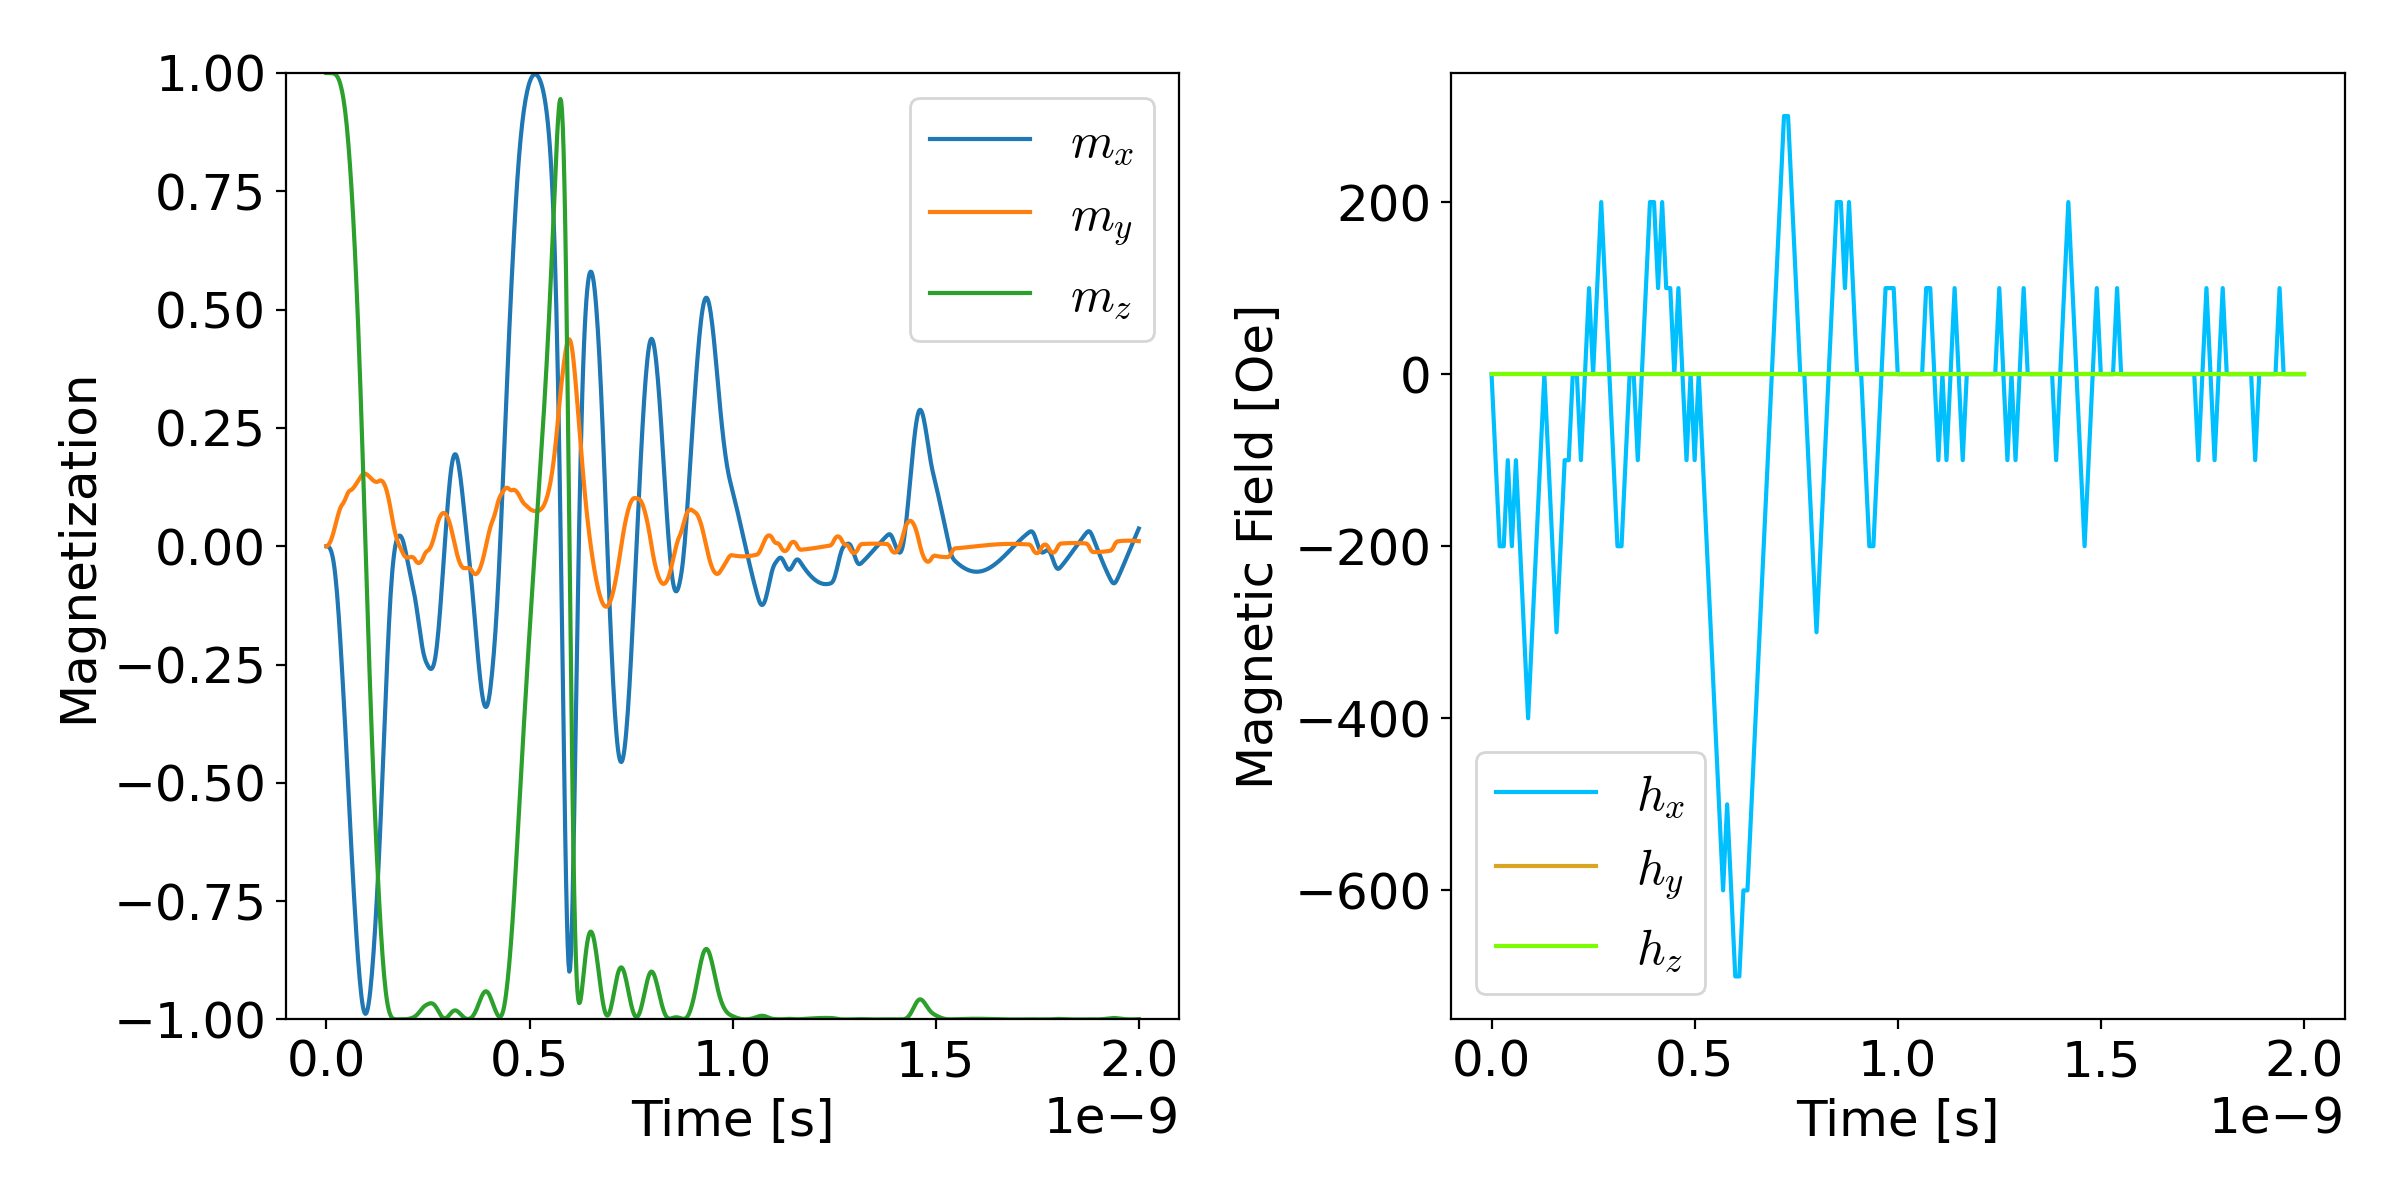 Magnetization
1.00
0.75
0.50
0.25
0.00
−0.25
−0.50
−0.75
−1.00
m_x
m_y
m_z
0.0 0.5 1.0 1.5 2.0
Time [s]
1e−9
Magnetic Field [Oe]
200
0
−200
−400
−600
h_x
h_y
h_z
0.0 0.5 1.0 1.5 2.0
Time [s]
1e−9